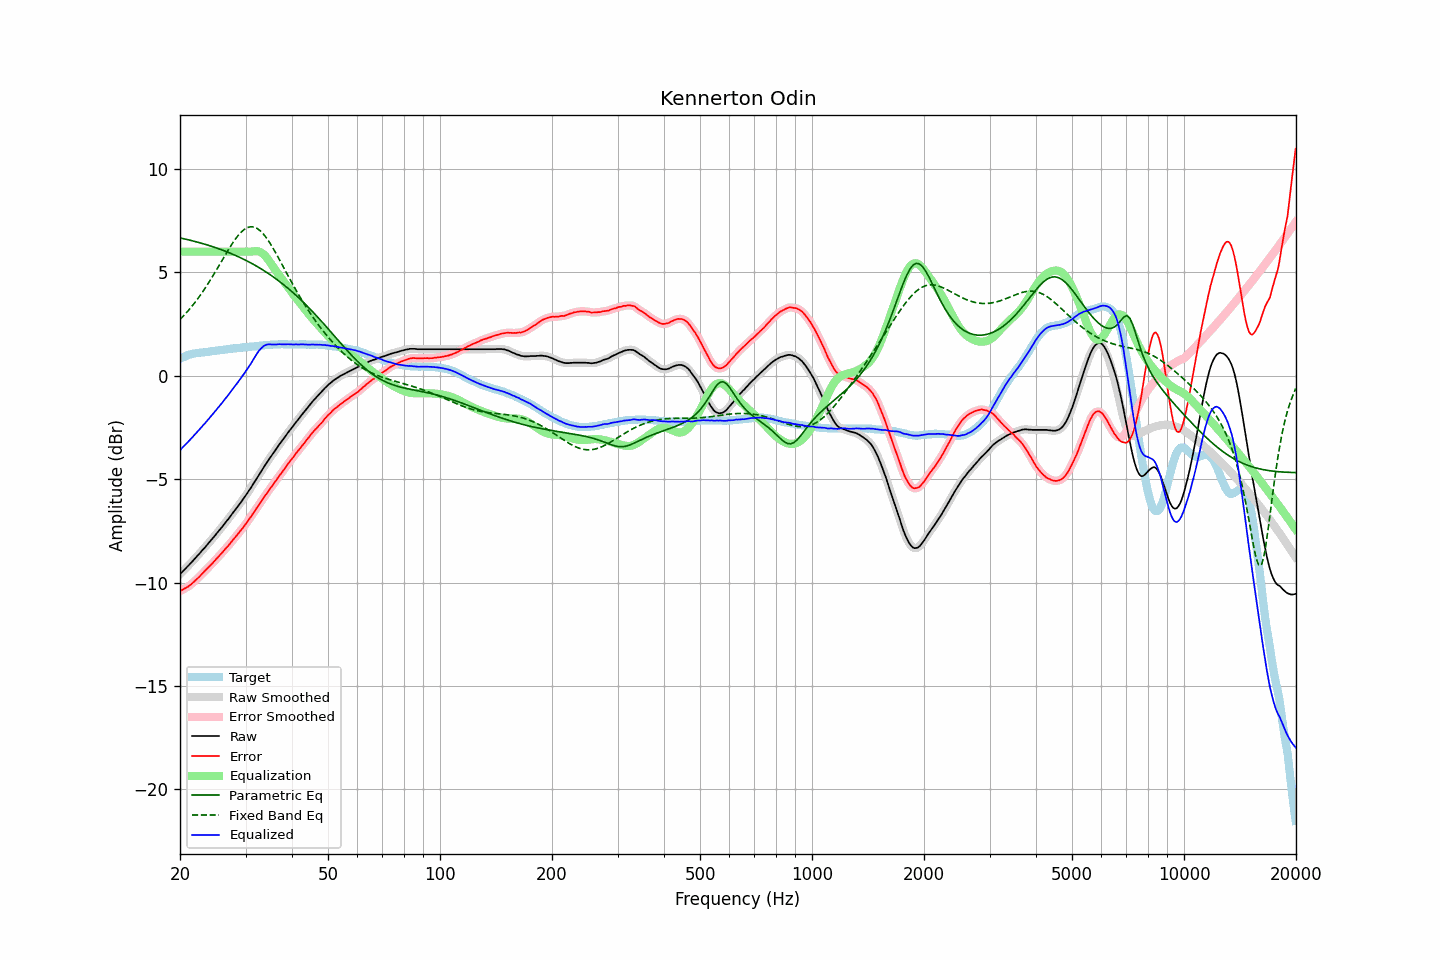 Kennerton Odin
Amplitude (dBr)
10
5
0
−5
−10
−15
−20
Target
Raw Smoothed
Error Smoothed
Raw
Error
Equalization
Parametric Eq
Fixed Band Eq
Equalized
20 50 100 200 500 1000 2000 5000 10000 20000
Frequency (Hz)